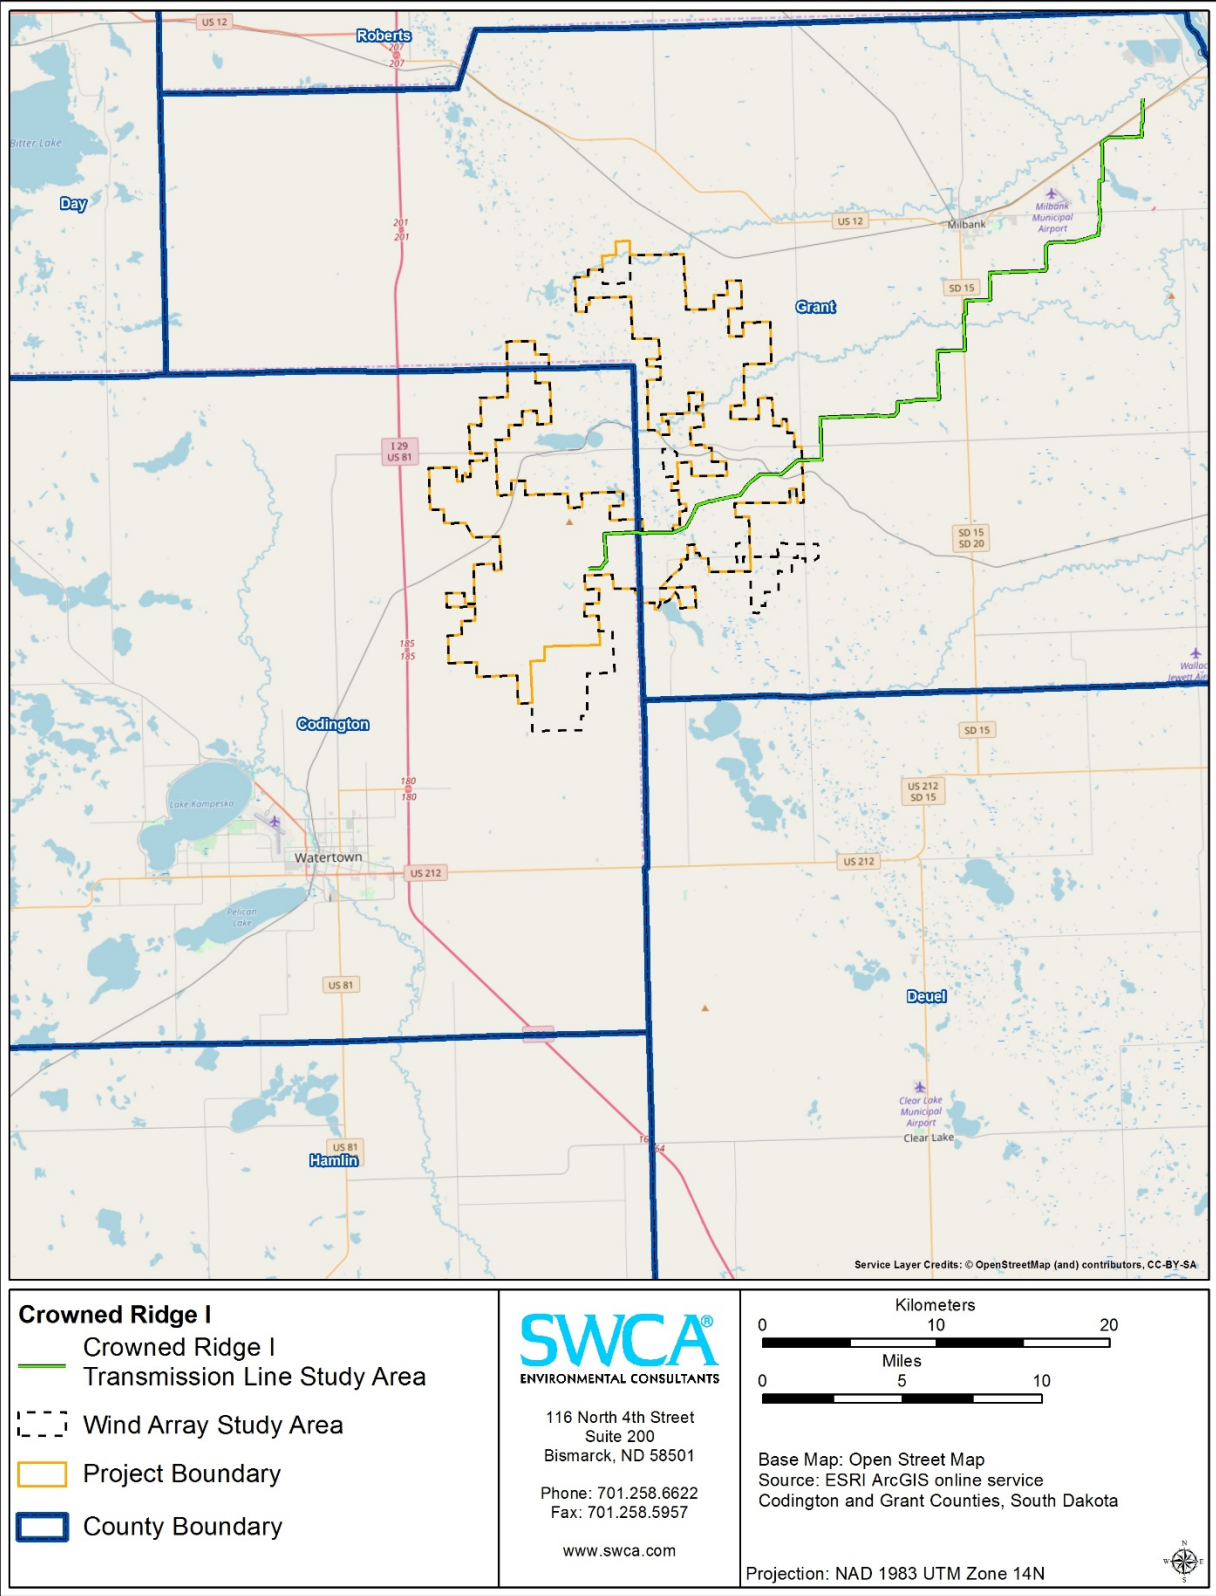 US 12
Roberts
207
207
Bitter Lake
Day
201
201
US 12
Milbank
Milbank
Municipal
Airport
SD 15
Grant
I 29
US 81
SD 15
SD 20
185
185
Codington
180
180
SD 15
US 212
SD 15
Lake Kampeska
Watertown
US 212
US 212
Pelican
Lake
US 81
Deuel
Clear Lake
Municipal
Airport
Clear Lake
US 81
Hamlin
Service Layer Credits: © OpenStreetMap (and) contributors, CC-BY-SA
Crowned Ridge I
Crowned Ridge I
Transmission Line Study Area
Wind Array Study Area
Project Boundary
County Boundary
SWCA®
ENVIRONMENTAL CONSULTANTS
116 North 4th Street
Suite 200
Bismarck, ND 58501
Phone: 701.258.6622
Fax: 701.258.5957
www.swca.com
Kilometers
0 10 20
Miles
0 5 10
Base Map: Open Street Map
Source: ESRI ArcGIS online service
Codington and Grant Counties, South Dakota
Projection: NAD 1983 UTM Zone 14N
N
W E
S